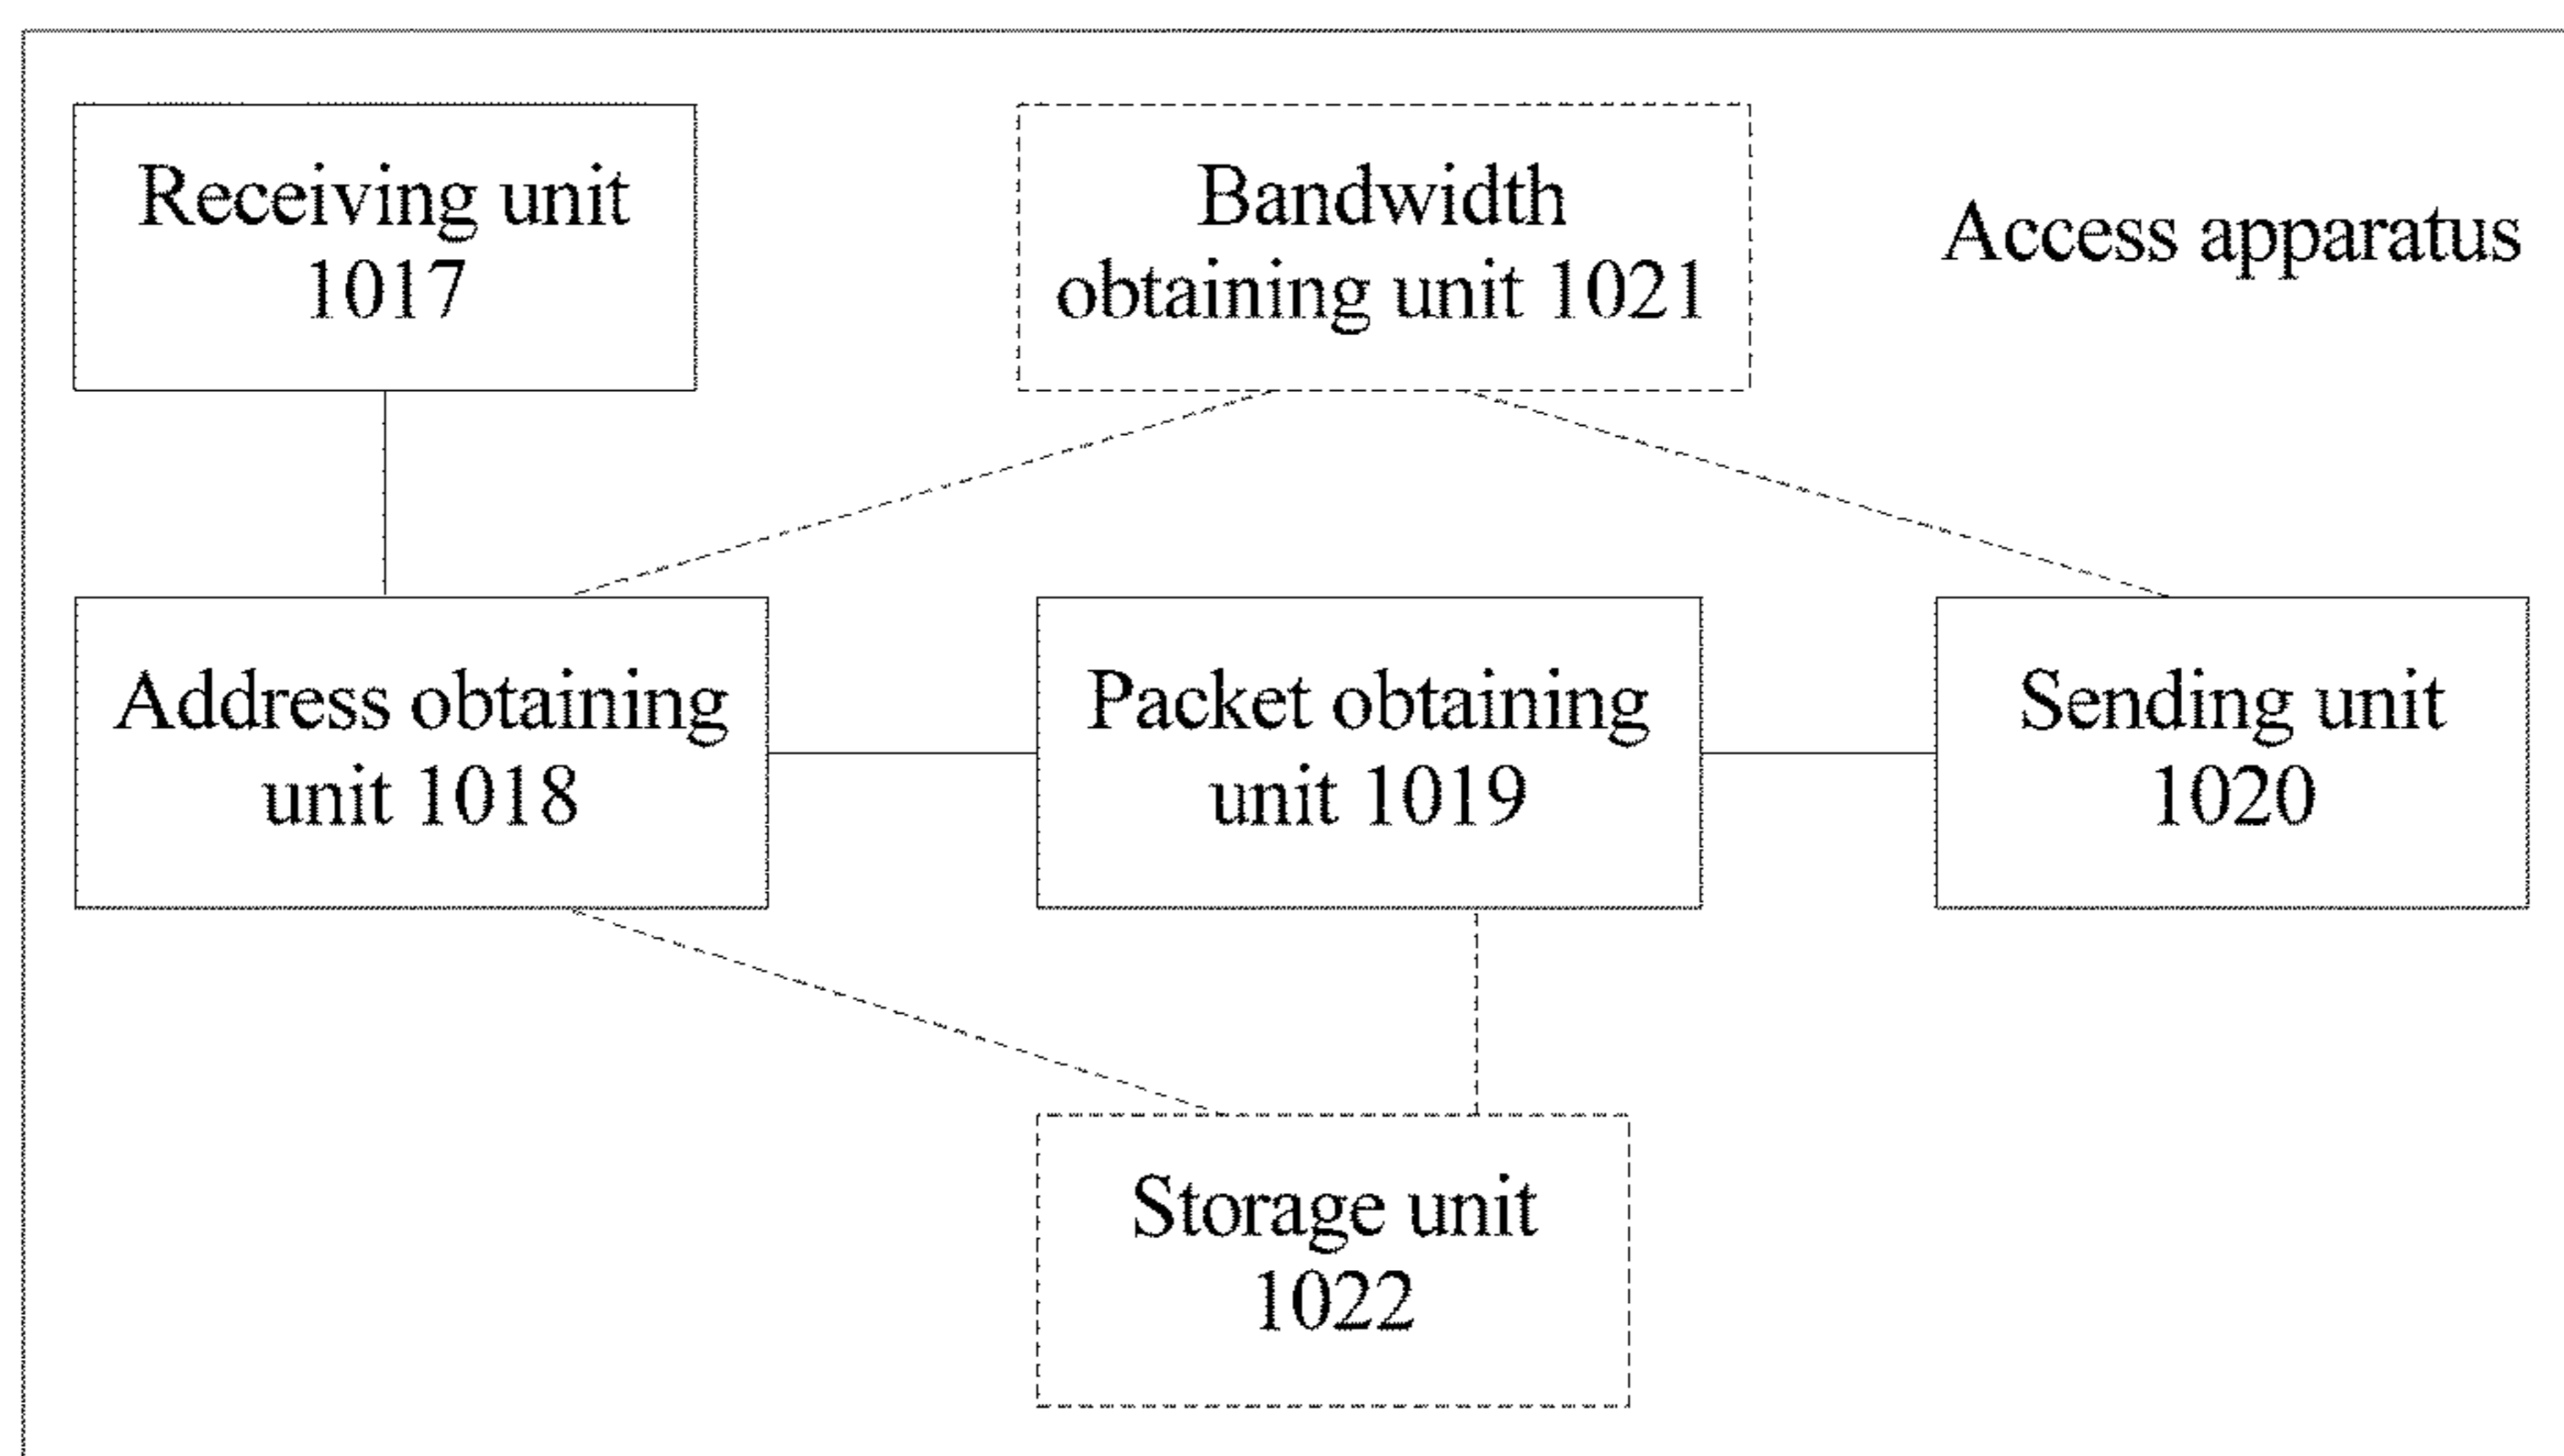 Receiving unit
1017
Bandwidth
obtaining unit 1021
Access apparatus
Address obtaining
unit 1018
Packet obtaining
unit 1019
Sending unit
1020
Storage unit
1022